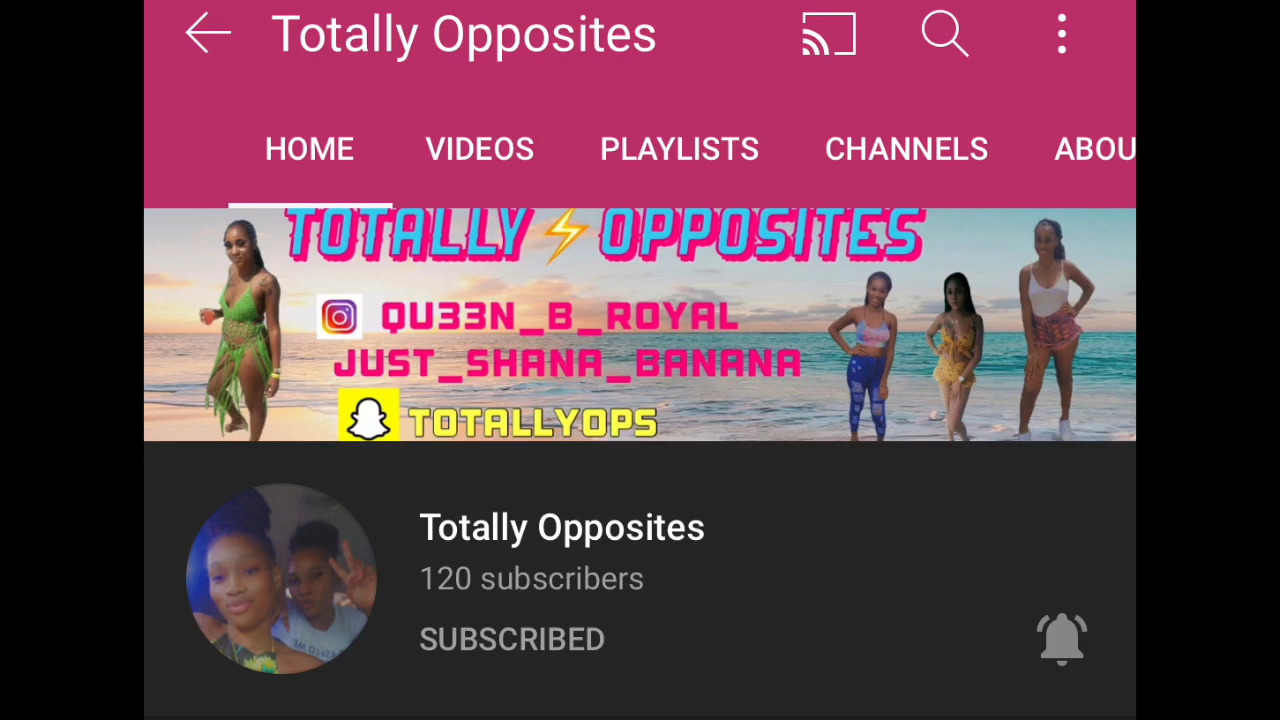 Totally Opposites
HOME VIDEOS PLAYLISTS CHANNELS ABOU
TOTALLY⚡OPPOSITES
QU33N_B_ROYAL
JUST_SHANA_BANANA
TOTALLYOPS
Totally Opposites
120 subscribers
SUBSCRIBED